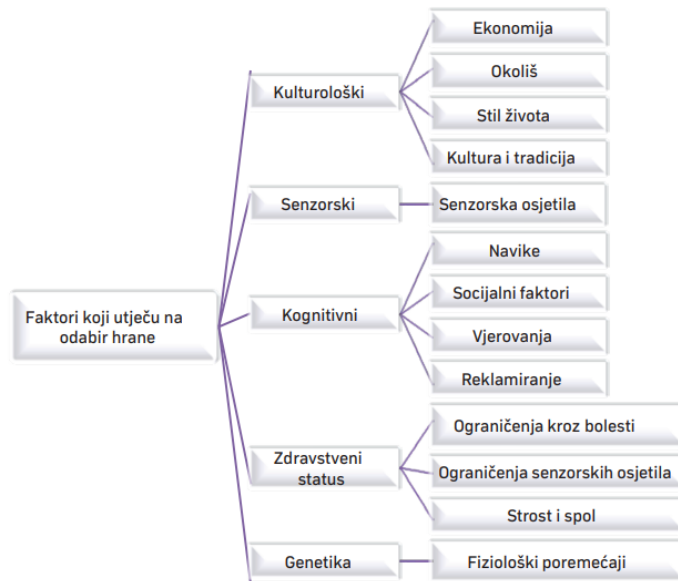 Faktori koji utječu na
odabir hrane
Kulturološki
Ekonomija
Okoliš
Stil života
Kultura i tradicija
Senzorski
Senzorska osjetila
Kognitivni
Navike
Socijalni faktori
Vjerovanja
Reklamiranje
Zdravstveni
status
Ograničenja kroz bolesti
Ograničenja senzorskih osjetila
Strost i spol
Genetika
Fiziološki poremećaji